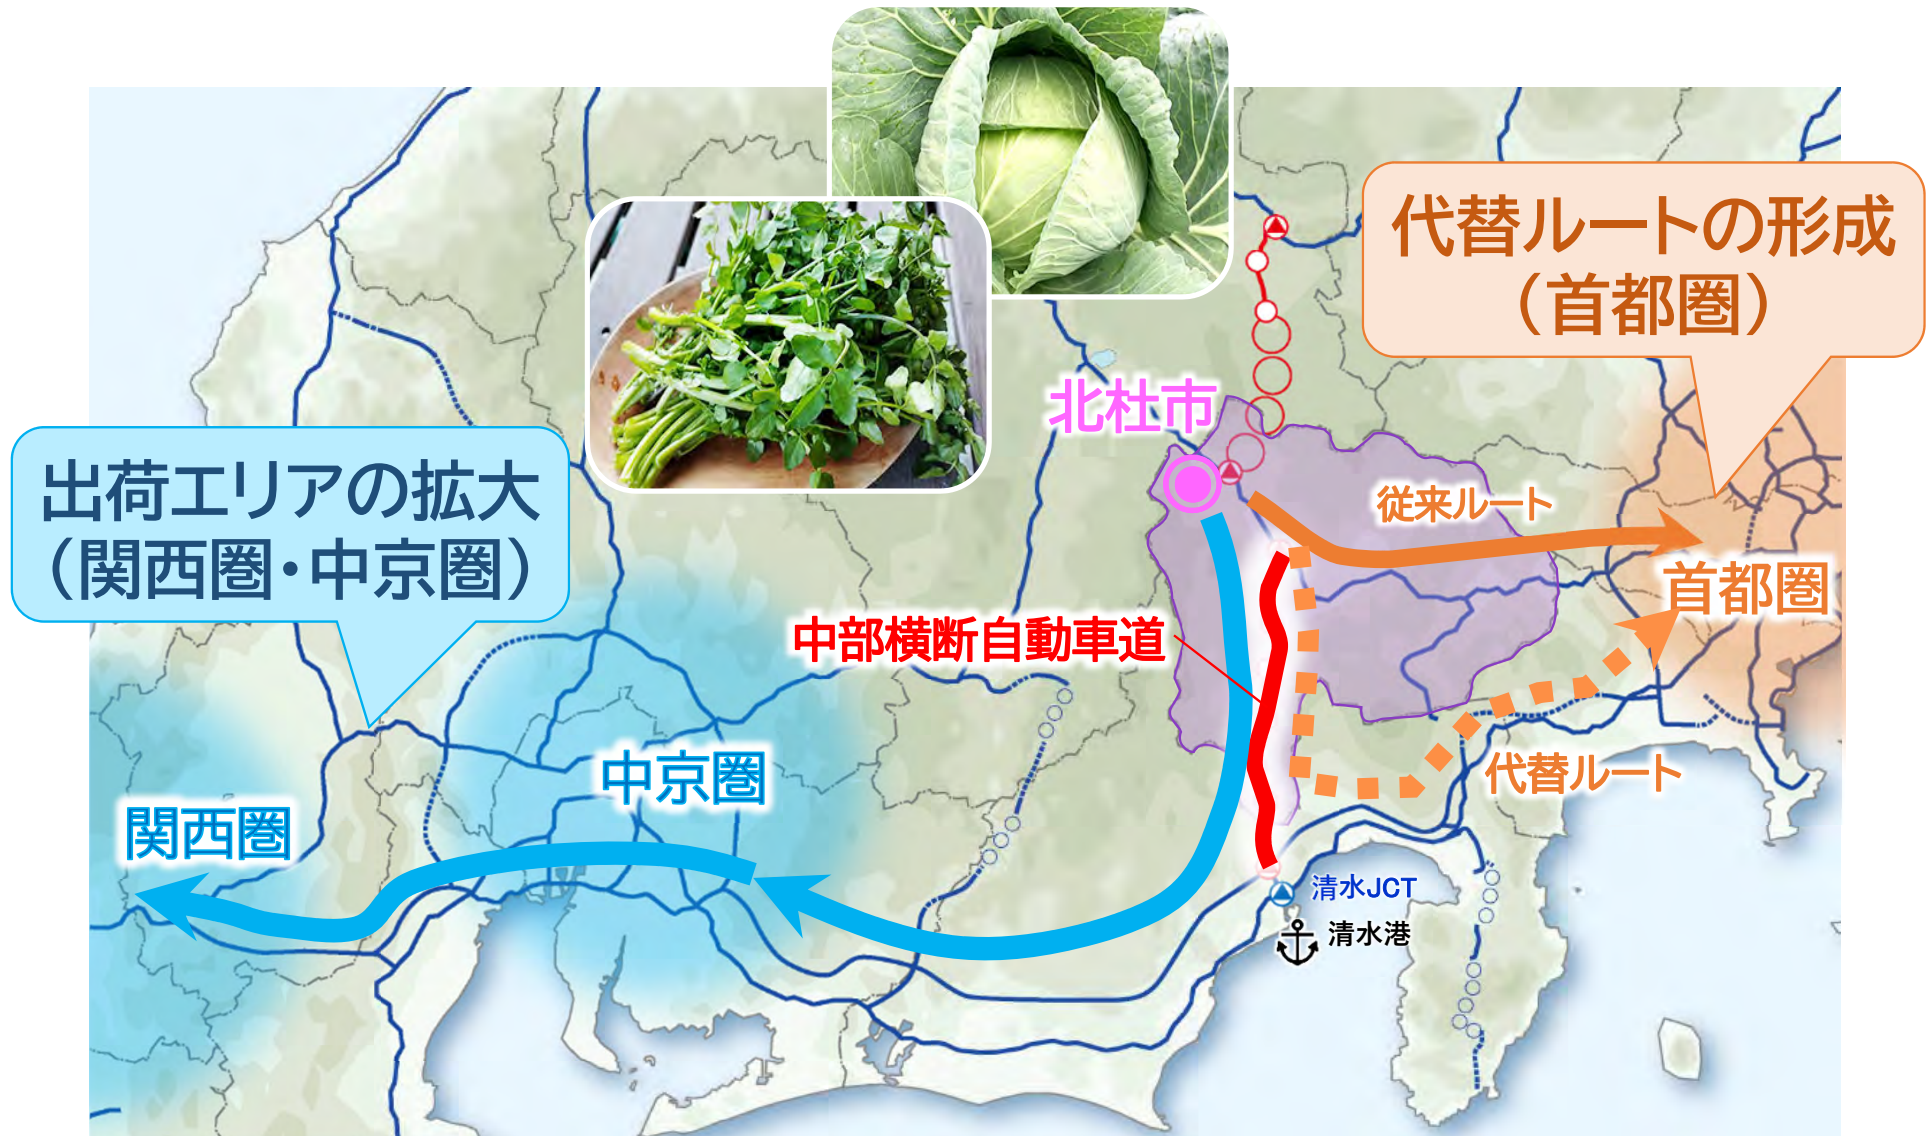 代替ルートの形成
（首都圏）
北杜市
出荷エリアの拡大
（関西圏・中京圏）
従来ルート
首都圏
中部横断自動車道
中京圏
代替ルート
関西圏
清水JCT
清水港